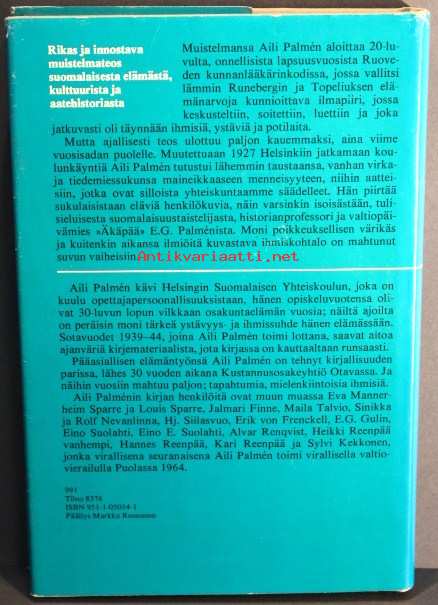 Rikas ja innostava
muistelmateos
suomalaisesta elämästä,
kulttuurista ja
aatehistoriasta
Muistelmansa Aili Palmén aloittaa 20-lu-
vulta, onnellisista lapsuusvuosista Ruove-
den kunnanlääkärinkodissa, jossa vallitsi
lämmin Runebergin ja Topeliuksen elä-
mänarvoja kunnioittava ilmapiiri, jossa
keskusteltiin, soitettiin, luettiin ja joka
jatkuvasti oli täynnään ihmisiä, ystäviä ja potilaita.
Mutta ajallisesti teos ulottuu paljon kauemmaksi, aina viime
vuosisadan puolelle. Muutettuaan 1927 Helsinkiin jatkamaan kou-
lunkäyntiä Aili Palmén tutustui lähemmin taustaansa, vanhan virka-
ja tiedemiessukunsa maineikkaaseen menneisyyteen, niihin aattei-
siin, jotka ovat silloista yhteiskuntaamme säädelleet. Hän piirtää
sukulaisistaan eläviä henkilökuvia, näin varsinkin isoisästään, tuli-
sieluisesta suomalaisuustaistelijasta, historianprofessori ja valtiopäi-
vämies »Äkäpää» E.G. Palménista. Moni poikkeuksellisen värikäs
ja kuitenkin aikansa ilmiöitä kuvastava ihmiskohtalo on mahtunut
suvun vaiheisiin.
Antikvariaatti.net
Aili Palmén kävi Helsingin Suomalaisen Yhteiskoulun, joka on
kuulu opettajapersoonallisuuksistaan, hänen opiskeluvuotensa oli-
vat 30-luvun lopun vilkkaan osakuntaelämän vuosia; näiltä ajoilta
on peräisin moni tärkeä ystävyys- ja ihmissuhde hänen elämässään.
Sotavuodet 1939-44, joina Aili Palmén toimi lottana, saavat aitoa
ajanväriä kirjemateriaalista, jota kirjassa on kauttaaltaan runsaasti.
Pääasiallisen elämäntyönsä Aili Palmén on tehnyt kirjallisuuden
parissa, lähes 30 vuoden aikana Kustannusosakeyhtiö Otavassa. Ja
näihin vuosiin mahtuu paljon; tapahtumia, mielenkiintoisia ihmisiä.
Aili Palménin kirjan henkilöitä ovat muun muassa Eva Manner-
heim Sparre ja Louis Sparre, Jalmari Finne, Maila Talvio, Sinikka
ja Rolf Nevanlinna, Hj. Siilasvuo, Erik von Frenckell, E.G. Gulin,
Eino Suolahti, Eino E. Suolahti, Alvar Renqvist, Heikki Reenpää
vanhempi, Hannes Reenpää, Kari Reenpää ja Sylvi Kekkonen,
jonka virallisena seuranaisena Aili Palmén toimi virallisella valtio-
vierailulla Puolassa 1964.
991
Tilno 8378
ISBN 951-1-05034-1
Päällys Markku Reunanen